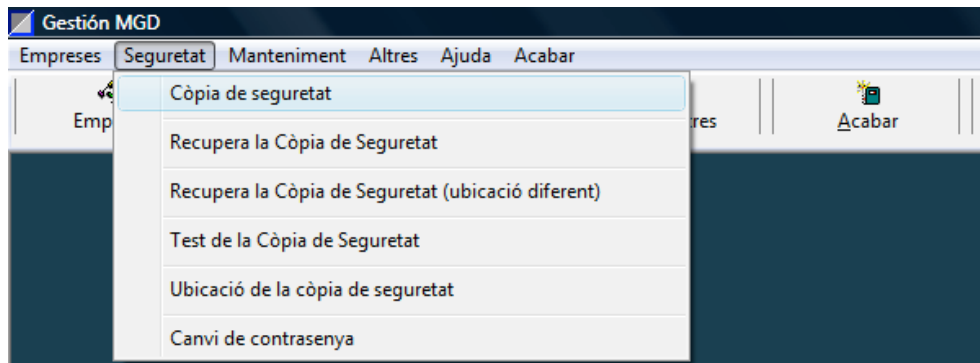 Gestión MGD
Empreses Seguretat Manteniment Altres Ajuda Acabar
Emp
Acabar
Còpia de seguretat
Recupera la Còpia de Seguretat
Recupera la Còpia de Seguretat (ubicació diferent)
Test de la Còpia de Seguretat
Ubicació de la còpia de seguretat
Canvi de contrasenya